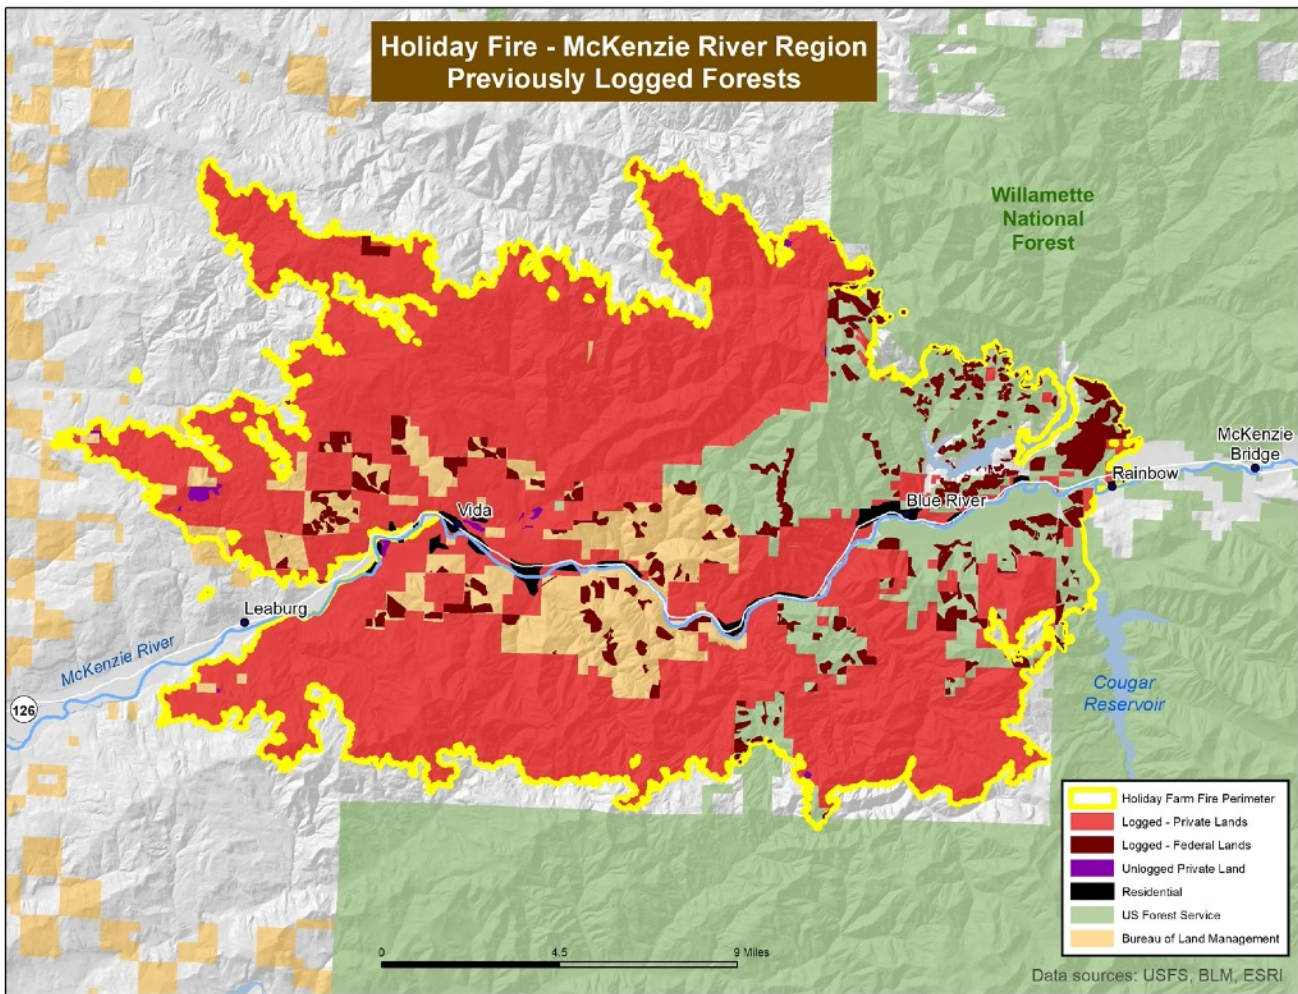 Holiday Fire - McKenzie River Region
Previously Logged Forests
Willamette
National
Forest
McKenzie
Bridge
Rainbow
Blue River
Vida
Leaburg
McKenzie River
126
Cougar
Reservoir
Holiday Farm Fire Perimeter
Logged - Private Lands
Logged - Federal Lands
Unlogged Private Land
Residential
US Forest Service
Bureau of Land Management
0 4.5 9 Miles
Data sources: USFS, BLM, ESRI